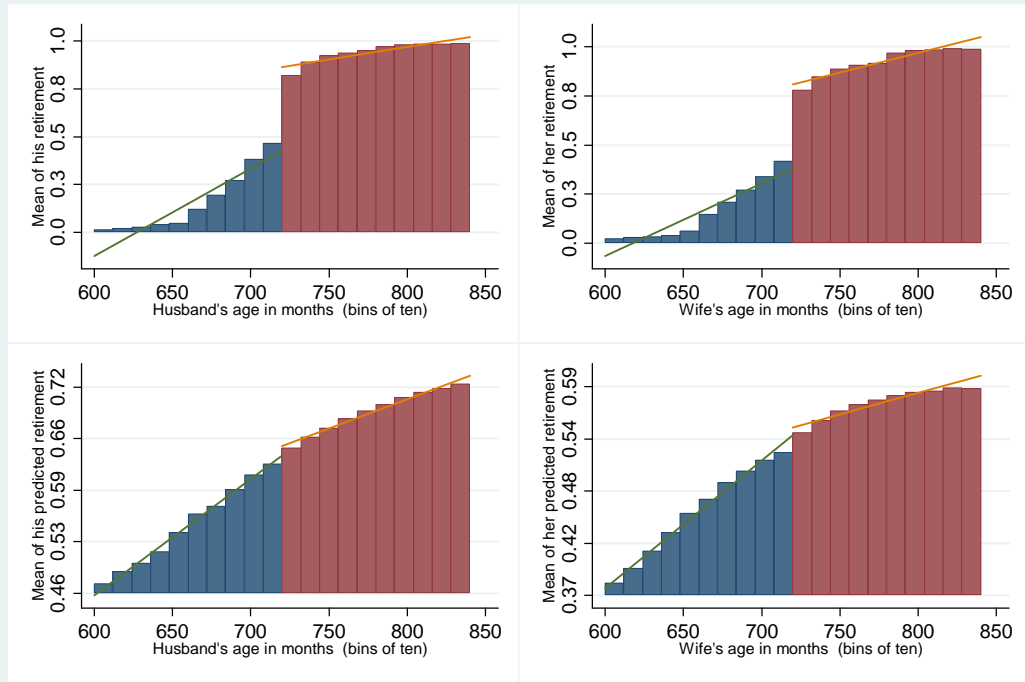 Mean of his retirement
1.0
0.8
0.5
0.3
0.0
600 650 700 750 800 850
Husband's age in months (bins of ten)
Mean of her retirement
1.0
0.8
0.5
0.3
0.0
600 650 700 750 800 850
Wife's age in months (bins of ten)
Mean of his predicted retirement
0.72
0.66
0.59
0.53
0.46
600 650 700 750 800 850
Husband's age in months (bins of ten)
Mean of her predicted retirement
0.59
0.54
0.48
0.42
0.37
600 650 700 750 800 850
Wife's age in months (bins of ten)